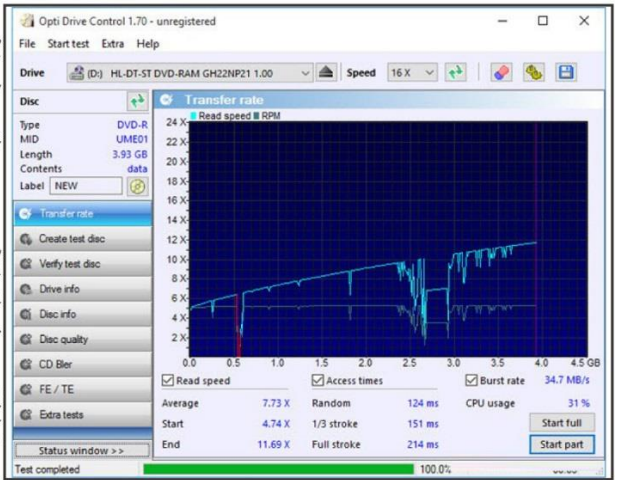 Opti Drive Control 1.70 - unregistered
File Start test Extra Help
Drive (D:) HL-DT-ST DVD-RAM GH22NP21 1.00 Speed 16 X
Disc
Type DVD-R
MID UME01
Length 3.93 GB
Contents data
Label NEW
Transfer rate
Create test disc
Verify test disc
Drive info
Disc info
Disc quality
CD Bler
FE / TE
Extra tests
Status window >>
Transfer rate
Read speed RPM
24 X
22 X
20 X
18 X
16 X
14 X
12 X
10 X
8 X
6 X
4 X
2 X
0.0 0.5 1.0 1.5 2.0 2.5 3.0 3.5 4.0 4.5 GB
Read speed Access times Burst rate 34.7 MB/s
Average 7.73 X Random 124 ms CPU usage 31 %
Start 4.74 X 1/3 stroke 151 ms Start full
End 11.69 X Full stroke 214 ms Start part
Test completed 100.0%